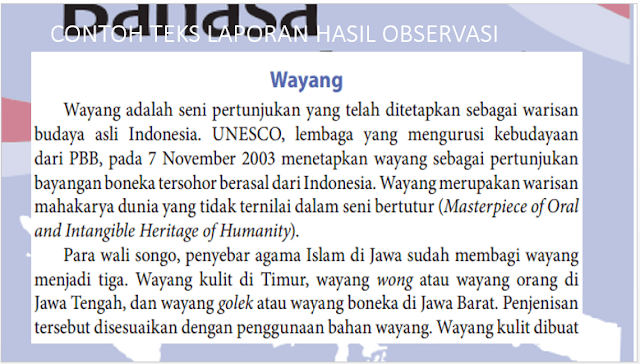 Bahasa
CONTOH TEKS LAPORAN HASIL OBSERVASI
Wayang
Wayang adalah seni pertunjukan yang telah ditetapkan sebagai warisan
budaya asli Indonesia. UNESCO, lembaga yang mengurusi kebudayaan
dari PBB, pada 7 November 2003 menetapkan wayang sebagai pertunjukan
bayangan boneka tersohor berasal dari Indonesia. Wayang merupakan warisan
mahakarya dunia yang tidak ternilai dalam seni bertutur (Masterpiece of Oral
and Intangible Heritage of Humanity).
Para wali songo, penyebar agama Islam di Jawa sudah membagi wayang
menjadi tiga. Wayang kulit di Timur, wayang wong atau wayang orang di
Jawa Tengah, dan wayang golek atau wayang boneka di Jawa Barat. Penjenisan
tersebut disesuaikan dengan penggunaan bahan wayang. Wayang kulit dibuat